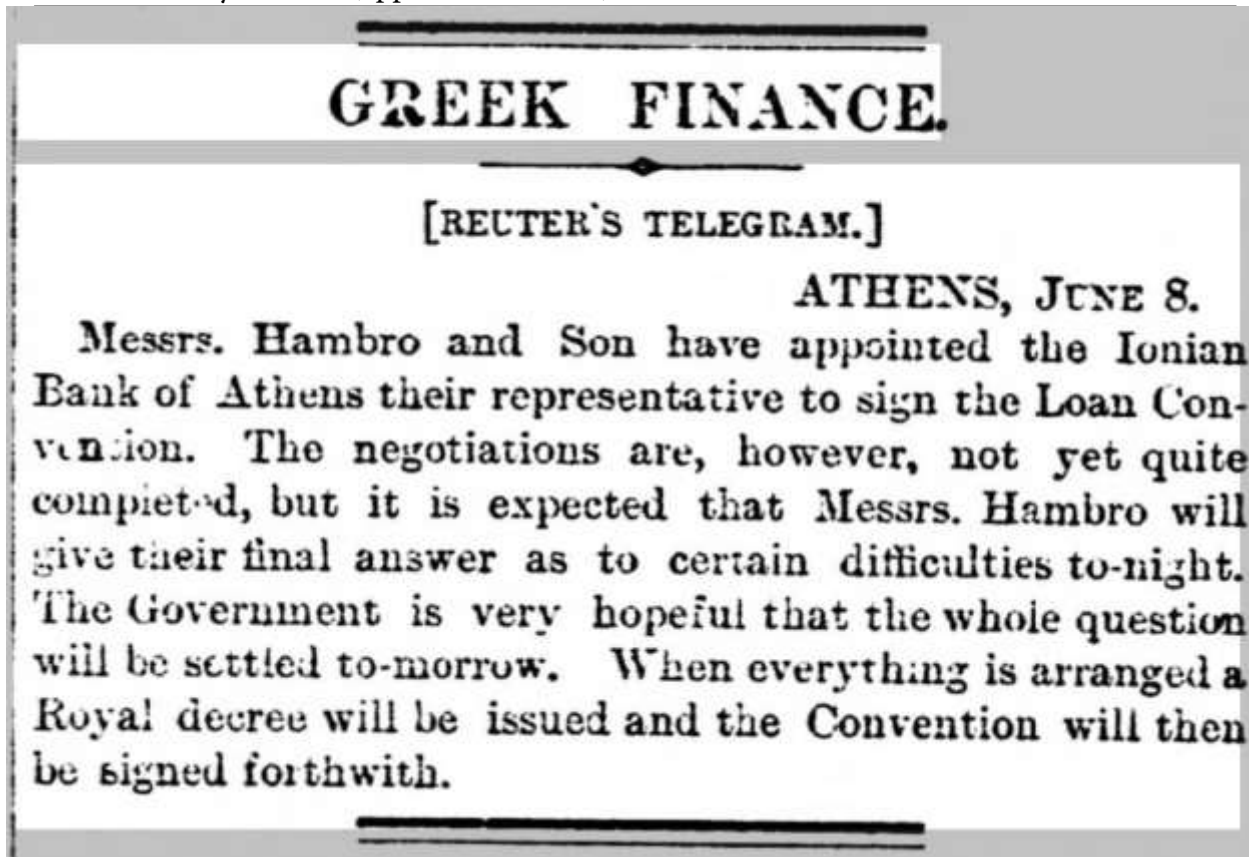 GREEK FINANCE.
[REUTER'S TELEGRAM.]
ATHENS, JUNE 8.
Messrs. Hambro and Son have appointed the Ionian
Bank of Athens their representative to sign the Loan Con-
vention. The negotiations are, however, not yet quite
completed, but it is expected that Messrs. Hambro will
give their final answer as to certain difficulties to-night.
The Government is very hopeful that the whole question
will be settled to-morrow. When everything is arranged a
Royal decree will be issued and the Convention will then
be signed forthwith.